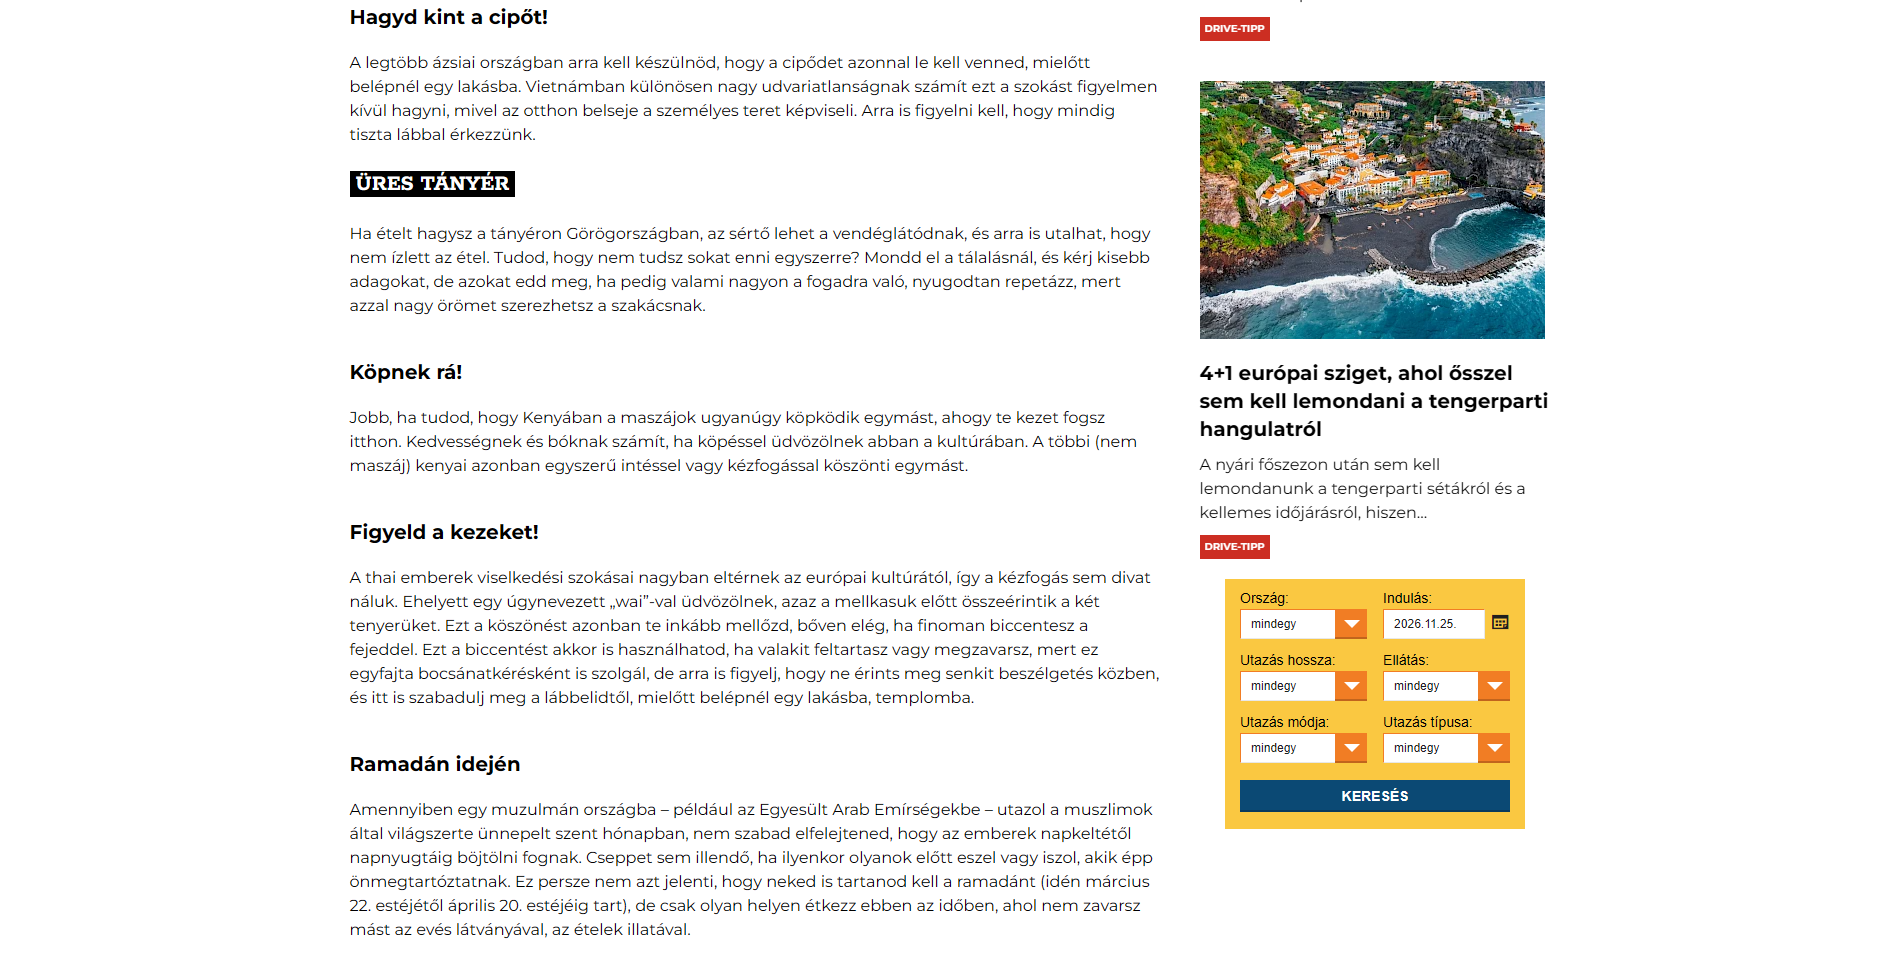 Hagyd kint a cipőt!
A legtöbb ázsiai országban arra kell készülnöd, hogy a cipődet azonnal le kell venned, mielőtt
belépnél egy lakásba. Vietnámban különösen nagy udvariatlanságnak számít ezt a szokást figyelmen
kívül hagyni, mivel az otthon belseje a személyes teret képviseli. Arra is figyelni kell, hogy mindig
tiszta lábbal érkezzünk.
ÜRES TÁNYÉR
Ha ételt hagysz a tányéron Görögországban, az sértő lehet a vendéglátódnak, és arra is utalhat, hogy
nem ízlett az étel. Tudod, hogy nem tudsz sokat enni egyszerre? Mondd el a tálalásnál, és kérj kisebb
adagokat, de azokat edd meg, ha pedig valami nagyon a fogadra való, nyugodtan repetázz, mert
azzal nagy örömet szerezhetsz a szakácsnak.
Köpnek rá!
Jobb, ha tudod, hogy Kenyában a maszájok ugyanúgy köpködik egymást, ahogy te kezet fogsz
itthon. Kedvességnek és bóknak számít, ha köpéssel üdvözölnek abban a kultúrában. A többi (nem
maszáj) kenyai azonban egyszerű intéssel vagy kézfogással köszönti egymást.
Figyeld a kezeket!
A thai emberek viselkedési szokásai nagyban eltérnek az európai kultúrától, így a kézfogás sem divat
náluk. Ehelyett egy úgynevezett „wai”-val üdvözölnek, azaz a mellkasuk előtt összeérintik a két
tenyerüket. Ezt a köszönést azonban te inkább mellőzd, bőven elég, ha finoman biccentesz a
fejeddel. Ezt a biccentést akkor is használhatod, ha valakit feltartasz vagy megzavarsz, mert ez
egyfajta bocsánatkérésként is szolgál, de arra is figyelj, hogy ne érints meg senkit beszélgetés közben,
és itt is szabadulj meg a lábbelidtől, mielőtt belépnél egy lakásba, templomba.
Ramadán idején
Amennyiben egy muzulmán országba – például az Egyesült Arab Emírségekbe – utazol a muszlimok
által világszerte ünnepelt szent hónapban, nem szabad elfelejtened, hogy az emberek napkeltétől
napnyugtáig böjtölni fognak. Cseppet sem illendő, ha ilyenkor olyanok előtt eszel vagy iszol, akik épp
önmegtartóztatnak. Ez persze nem azt jelenti, hogy neked is tartanod kell a ramadánt (idén március
22. estéjétől április 20. estéjéig tart), de csak olyan helyen étkezz ebben az időben, ahol nem zavarsz
mást az evés látványával, az ételek illatával.
DRIVE-TIPP
4+1 európai sziget, ahol ősszel
sem kell lemondani a tengerparti
hangulatról
A nyári főszezon után sem kell
lemondanunk a tengerparti sétákról és a
kellemes időjárásról, hiszen...
DRIVE-TIPP
Ország: Indulás:
mindegy 2026.11.25.
Utazás hossza: Ellátás:
mindegy mindegy
Utazás módja: Utazás típusa:
mindegy mindegy
KERESÉS